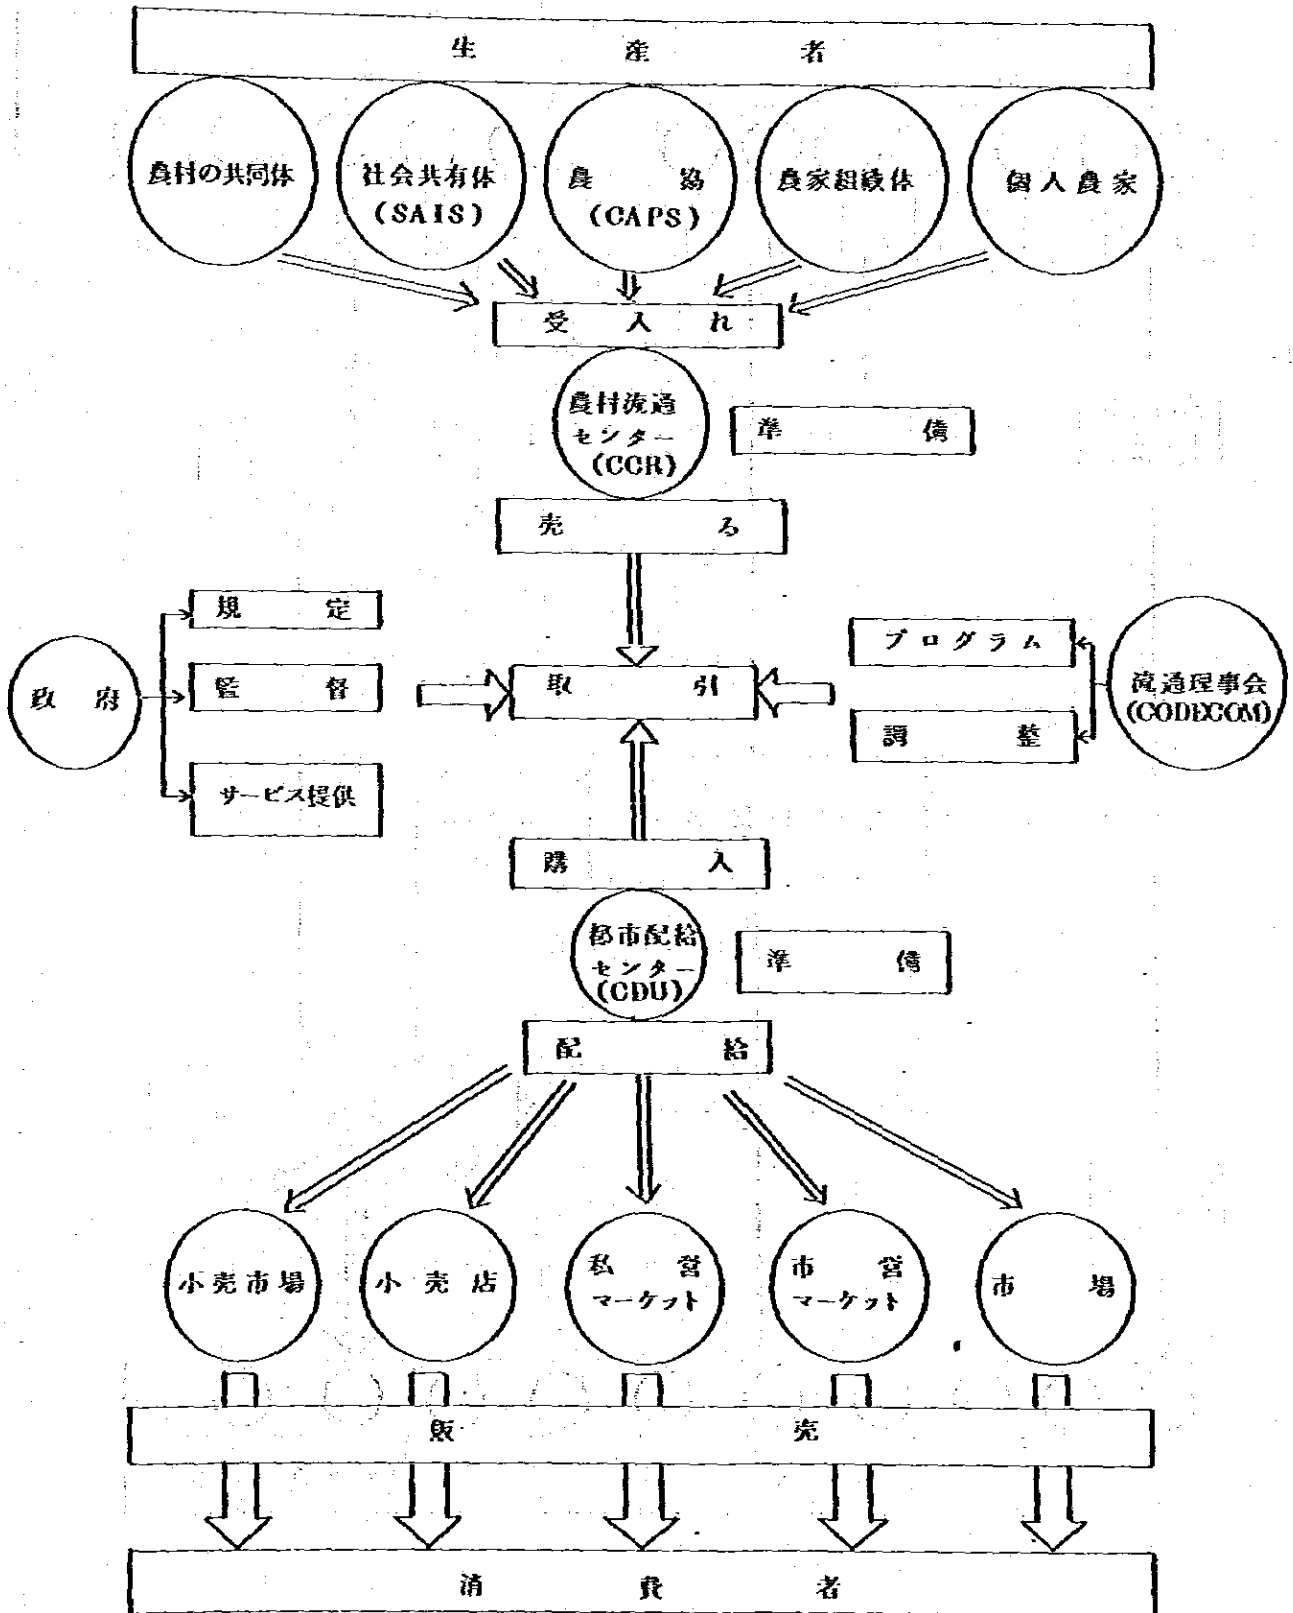 生産者
農村の共同体
社会共有体
(SAIS)
農協
(CAPS)
農家組織体
個人農家
受入れ
農村流通
センター
(CCR)
準備
売る
規定
政府
監督
サービス提供
取引
プログラム
調整
流通理事会
(CODECOM)
購入
都市配給
センター
(CDU)
準備
配給
小売市場
小売店
私営
マーケット
市営
マーケット
市場
販売
消費者